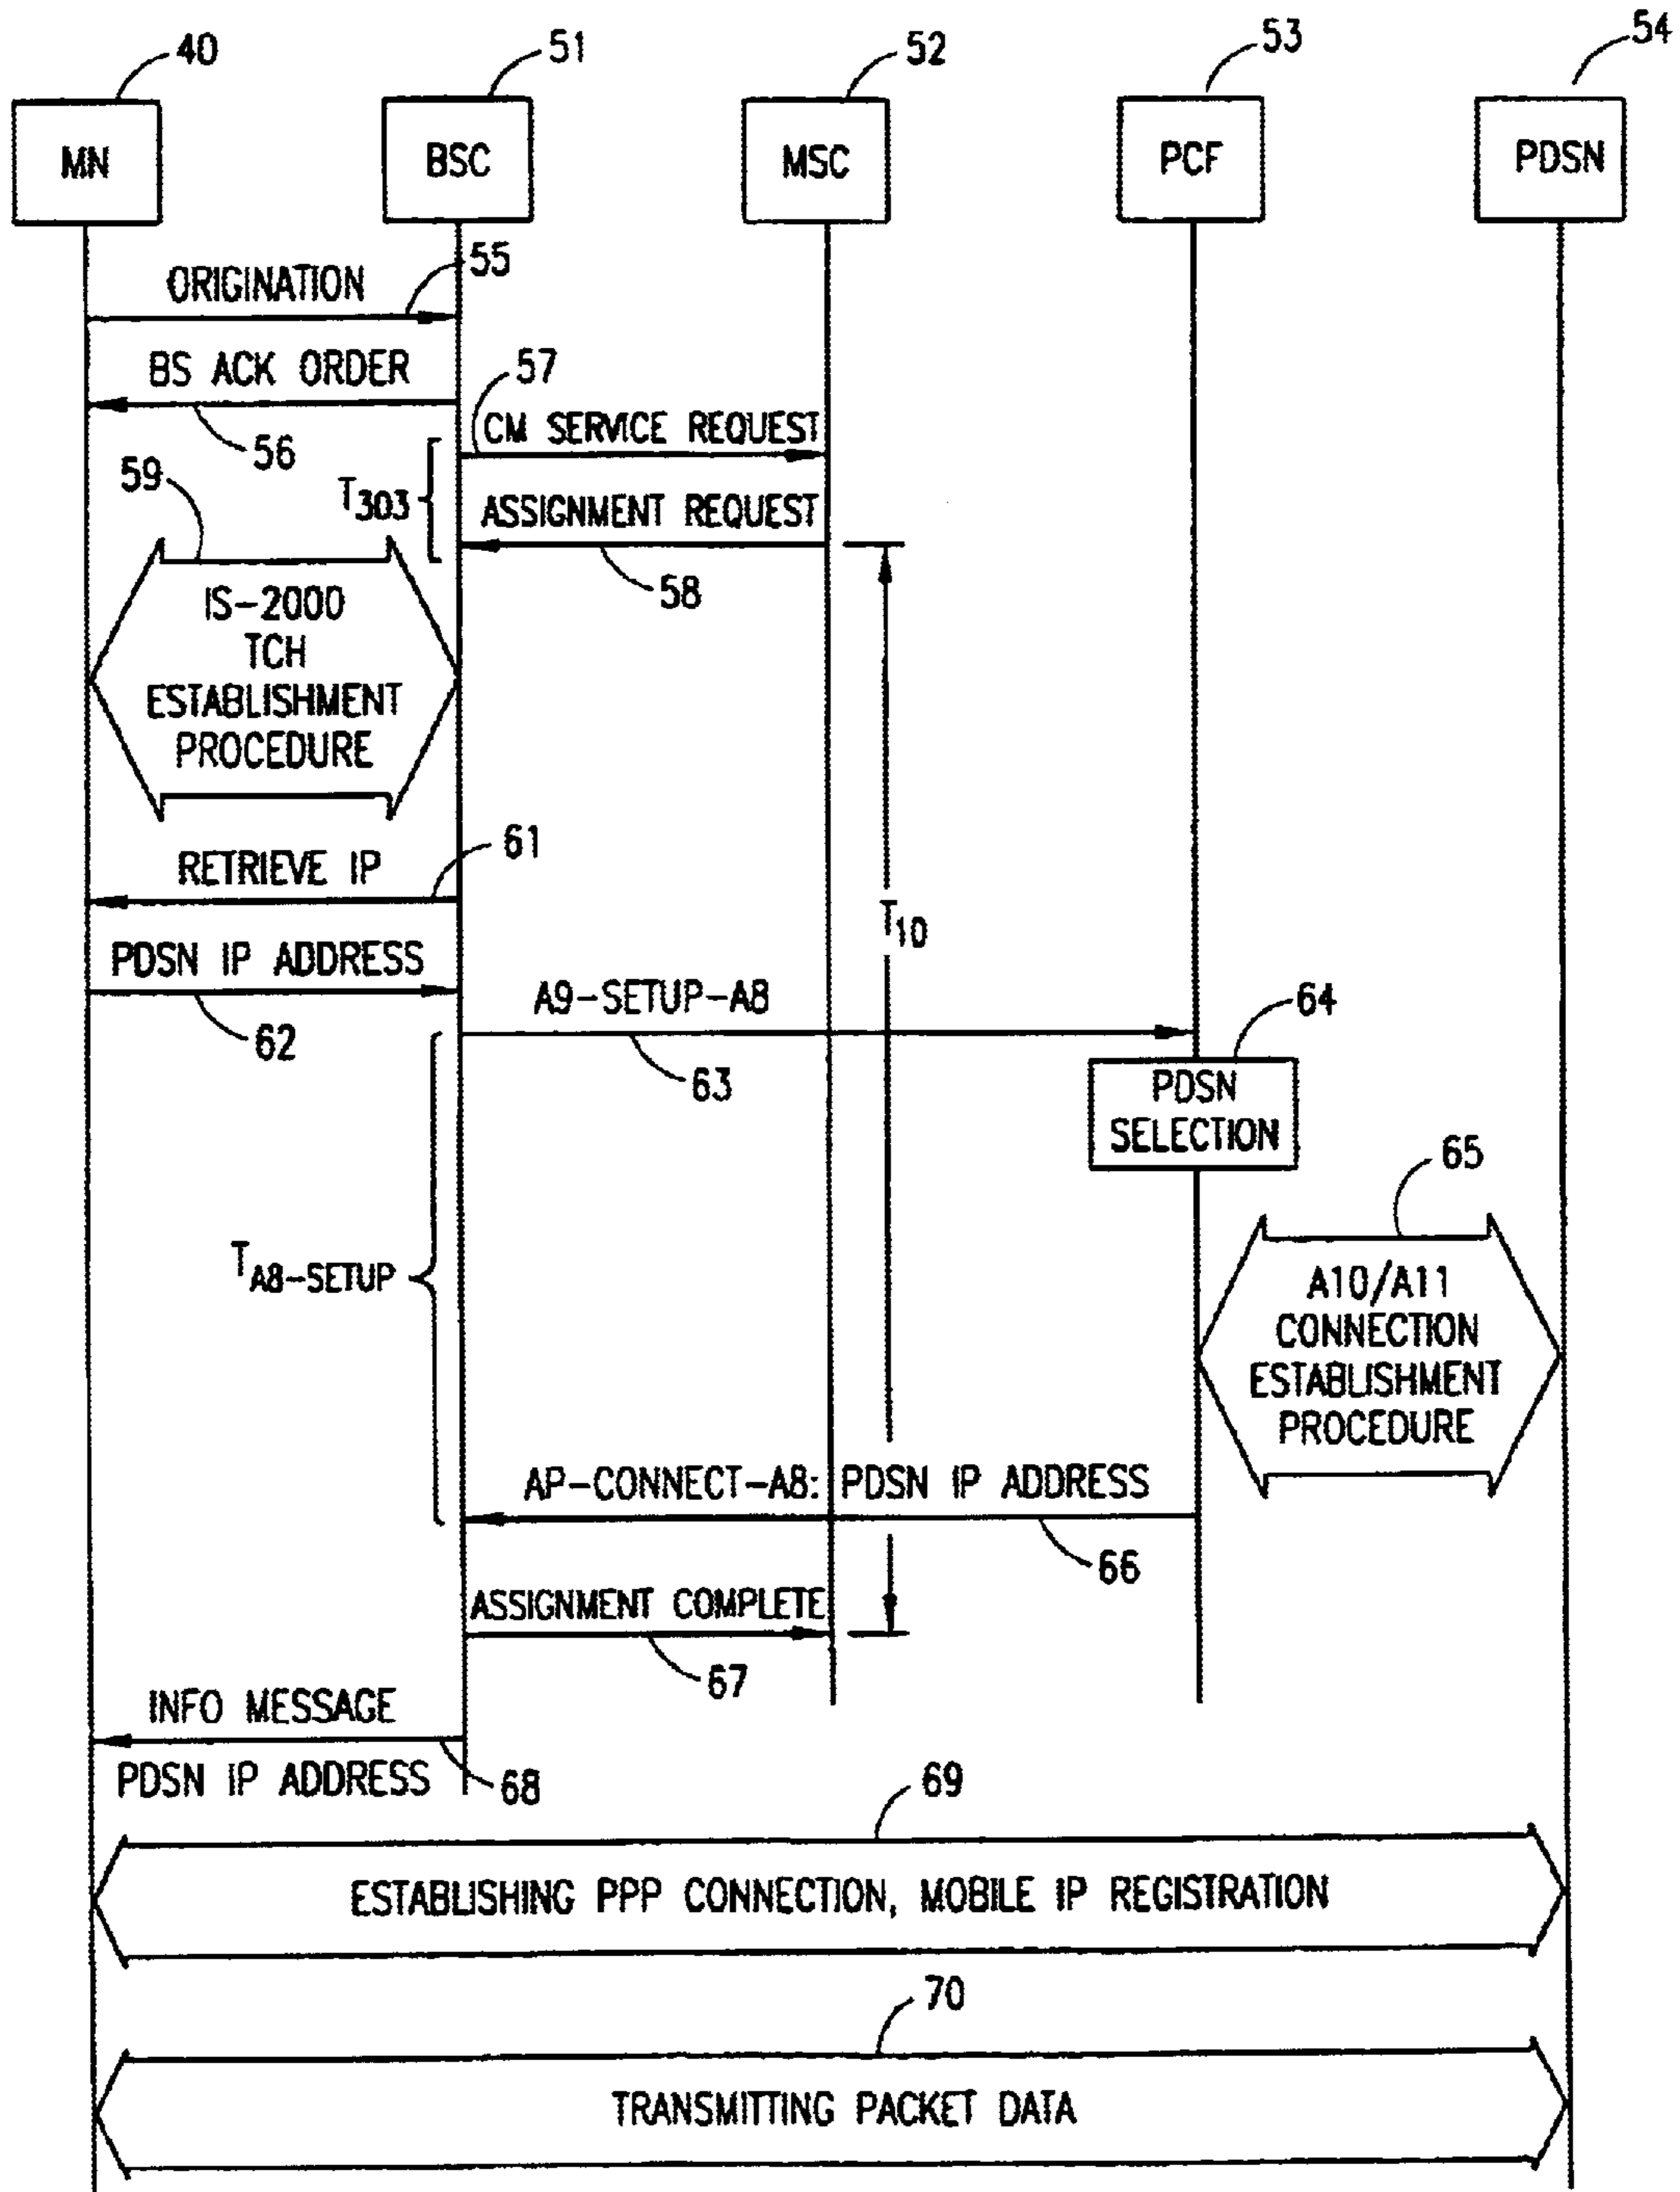 40
51
52
53
54
MN
BSC
MSC
PCF
PDSN
ORIGINATION
55
BS ACK ORDER
56
57
CM SERVICE REQUEST
T303
ASSIGNMENT REQUEST
58
59
IS-2000
TCH
ESTABLISHMENT
PROCEDURE
RETRIEVE IP
61
T10
PDSN IP ADDRESS
62
A9-SETUP-A8
63
64
PDSN
SELECTION
65
TA8-SETUP
A10/A11
CONNECTION
ESTABLISHMENT
PROCEDURE
AP-CONNECT-A8: PDSN IP ADDRESS
66
ASSIGNMENT COMPLETE
67
INFO MESSAGE
PDSN IP ADDRESS
68
69
ESTABLISHING PPP CONNECTION, MOBILE IP REGISTRATION
70
TRANSMITTING PACKET DATA